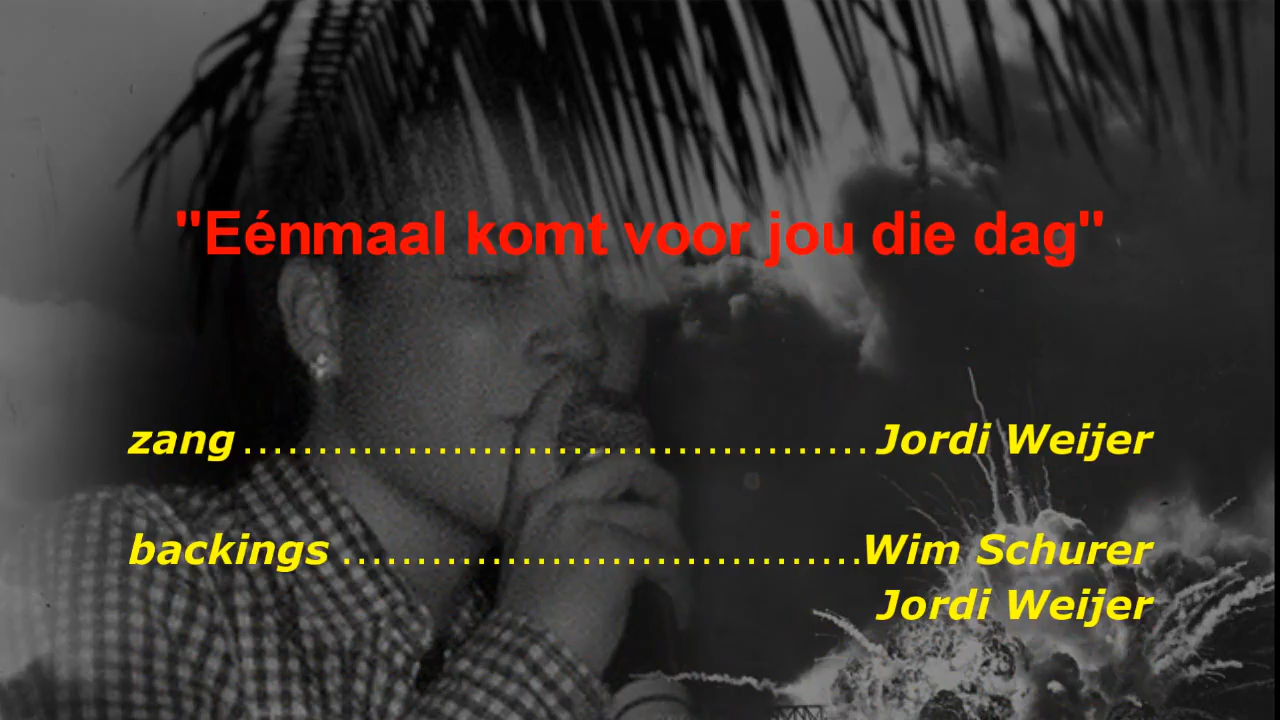 "Eénmaal komt voor jou die dag"
zang ........................................... Jordi Weijer
backings ...................................Wim Schurer
Jordi Weijer